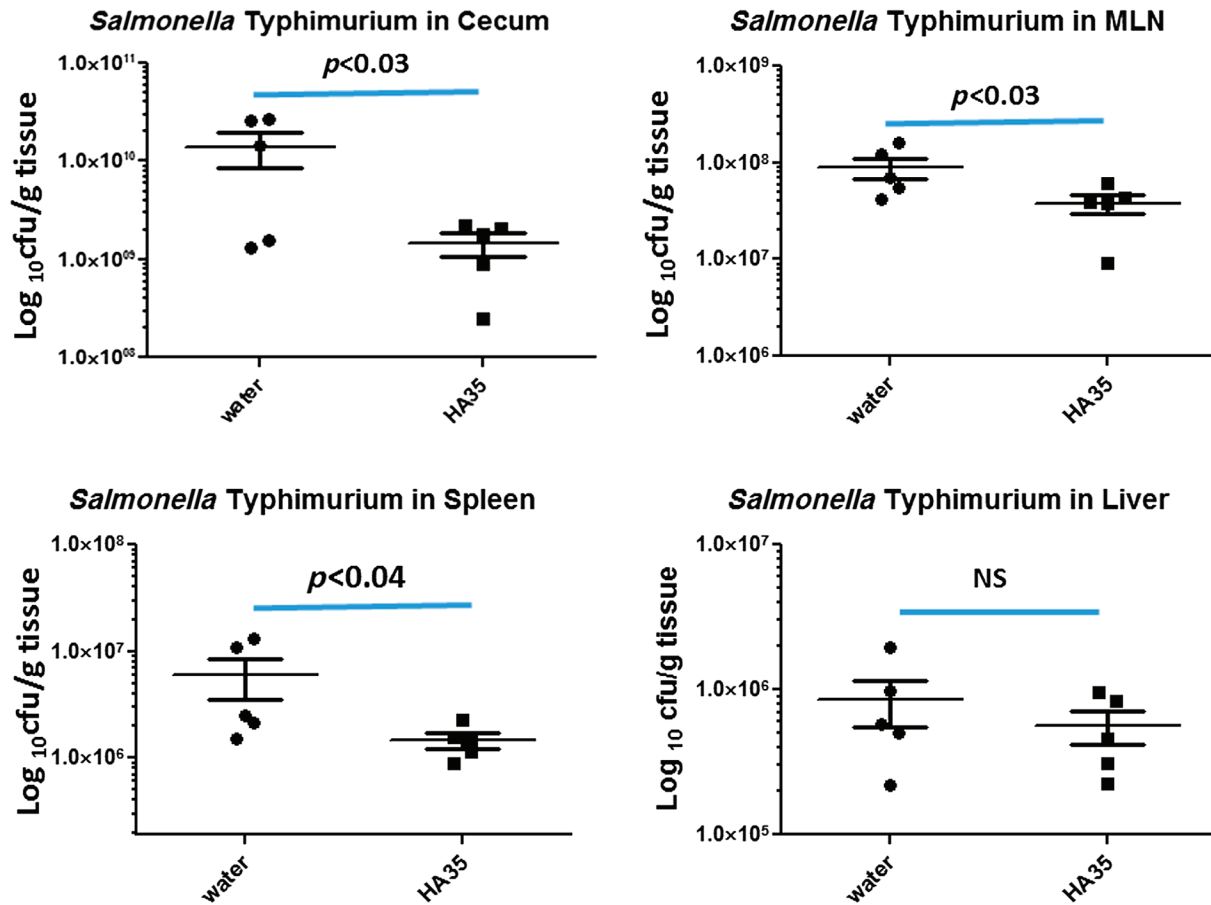 Salmonella Typhimurium in Cecum
p<0.03
Log 10cfu/g tissue
1.0×10¹¹
1.0×10¹⁰
1.0×10⁰⁹
1.0×10⁰⁸
water
HA35
Salmonella Typhimurium in MLN
p<0.03
Log 10cfu/g tissue
1.0×10⁹
1.0×10⁸
1.0×10⁷
1.0×10⁶
water
HA35
Salmonella Typhimurium in Spleen
p<0.04
Log 10cfu/g tissue
1.0×10⁸
1.0×10⁷
1.0×10⁶
water
HA35
Salmonella Typhimurium in Liver
NS
Log 10 cfu/g tissue
1.0×10⁷
1.0×10⁶
1.0×10⁵
water
HA35